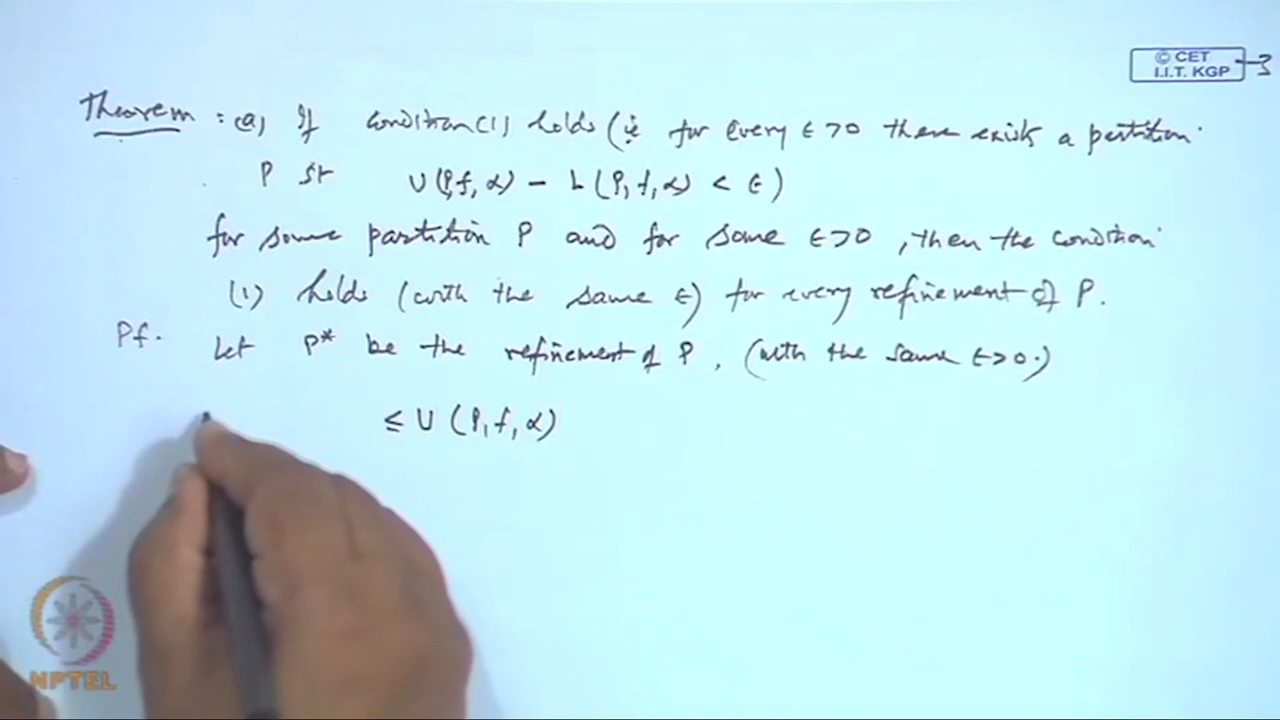 © CET
I.I.T. KGP
3
Theorem : (a) If condition (1) holds (ie for every ε > 0 there exists a partition
P st U(P,f,α) - L(P,f,α) < ε)
for some partition P and for some ε>0, then the condition
(1) holds (with the same ε) for every refinement of P.
Pf. Let P* be the refinement of P, (with the same ε>0.)
≤ U (P,f,α)
NPTEL